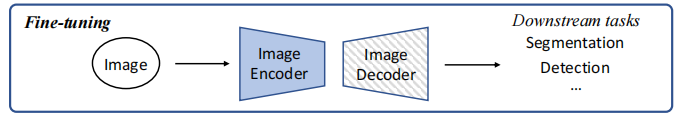 Fine-tuning
Image
Image
Encoder
Image
Decoder
Downstream tasks
Segmentation
Detection
...